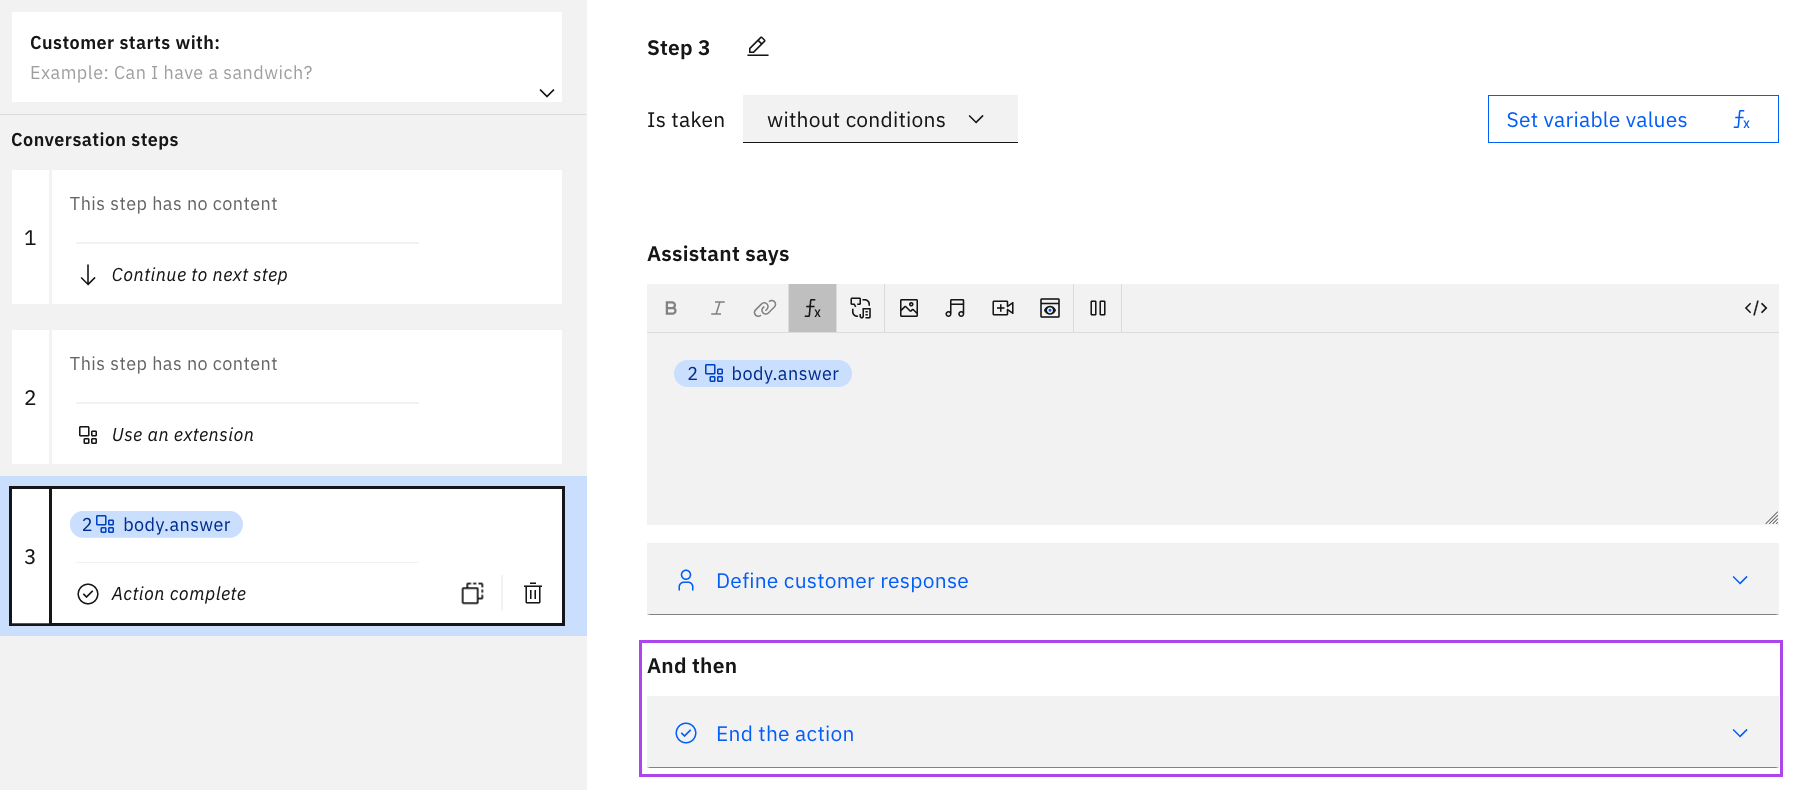 Customer starts with:
Example: Can I have a sandwich?
Conversation steps
1
This step has no content
Continue to next step
2
This step has no content
Use an extension
3
2 body.answer
Action complete
Step 3
Is taken
without conditions
Set variable values
fx
Assistant says
B
I
fx
</>
2 body.answer
Define customer response
And then
End the action